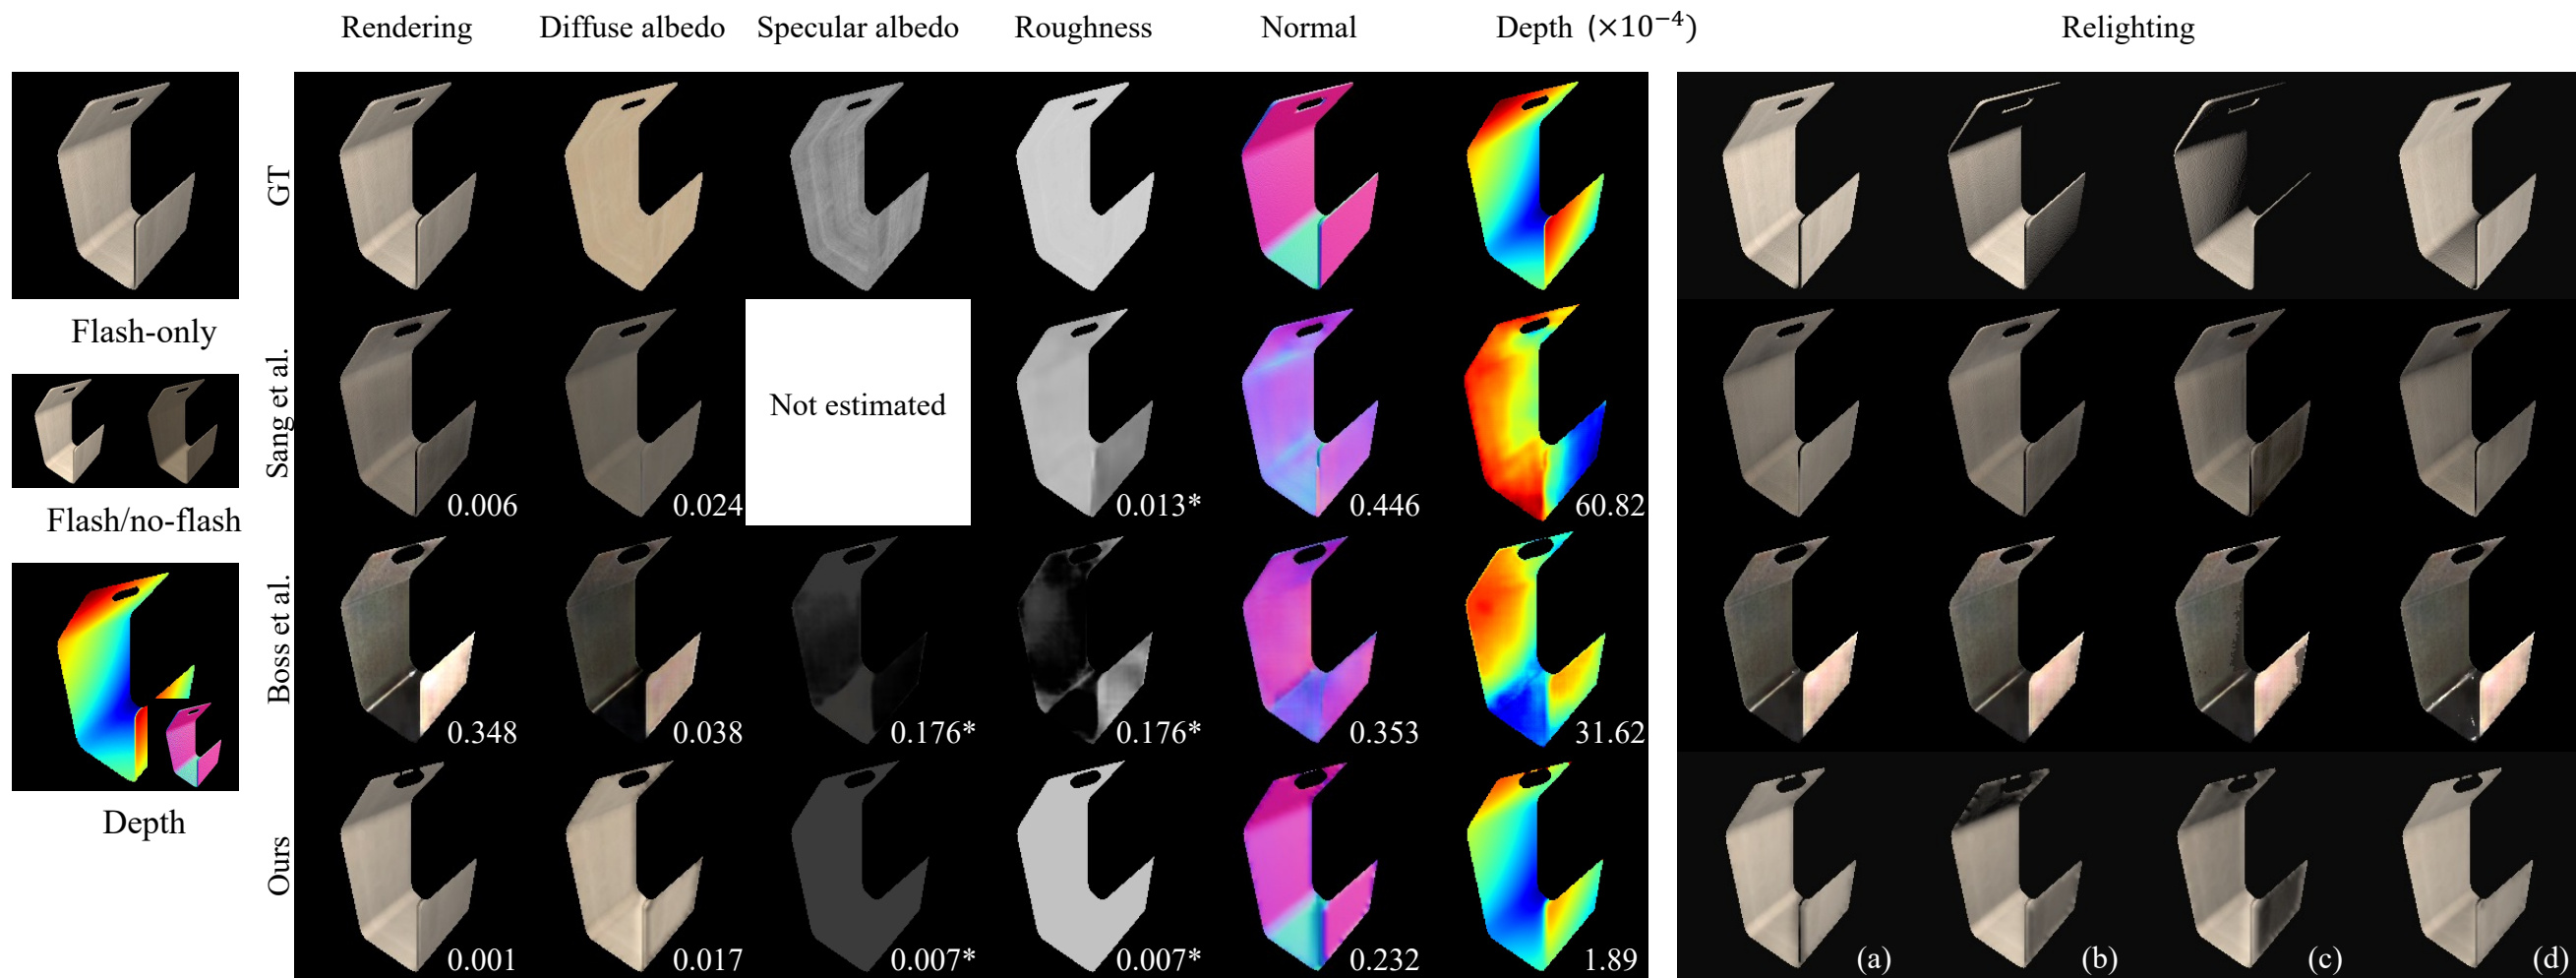 Rendering Diffuse albedo Specular albedo Roughness Normal Depth (×10⁻⁴) Relighting
GT
Flash-only
Sang et al.
Not estimated
0.006 0.024 0.013* 0.446 60.82
Flash/no-flash
Boss et al.
0.348 0.038 0.176* 0.176* 0.353 31.62
Depth
Ours
0.001 0.017 0.007* 0.007* 0.232 1.89 (a) (b) (c) (d)